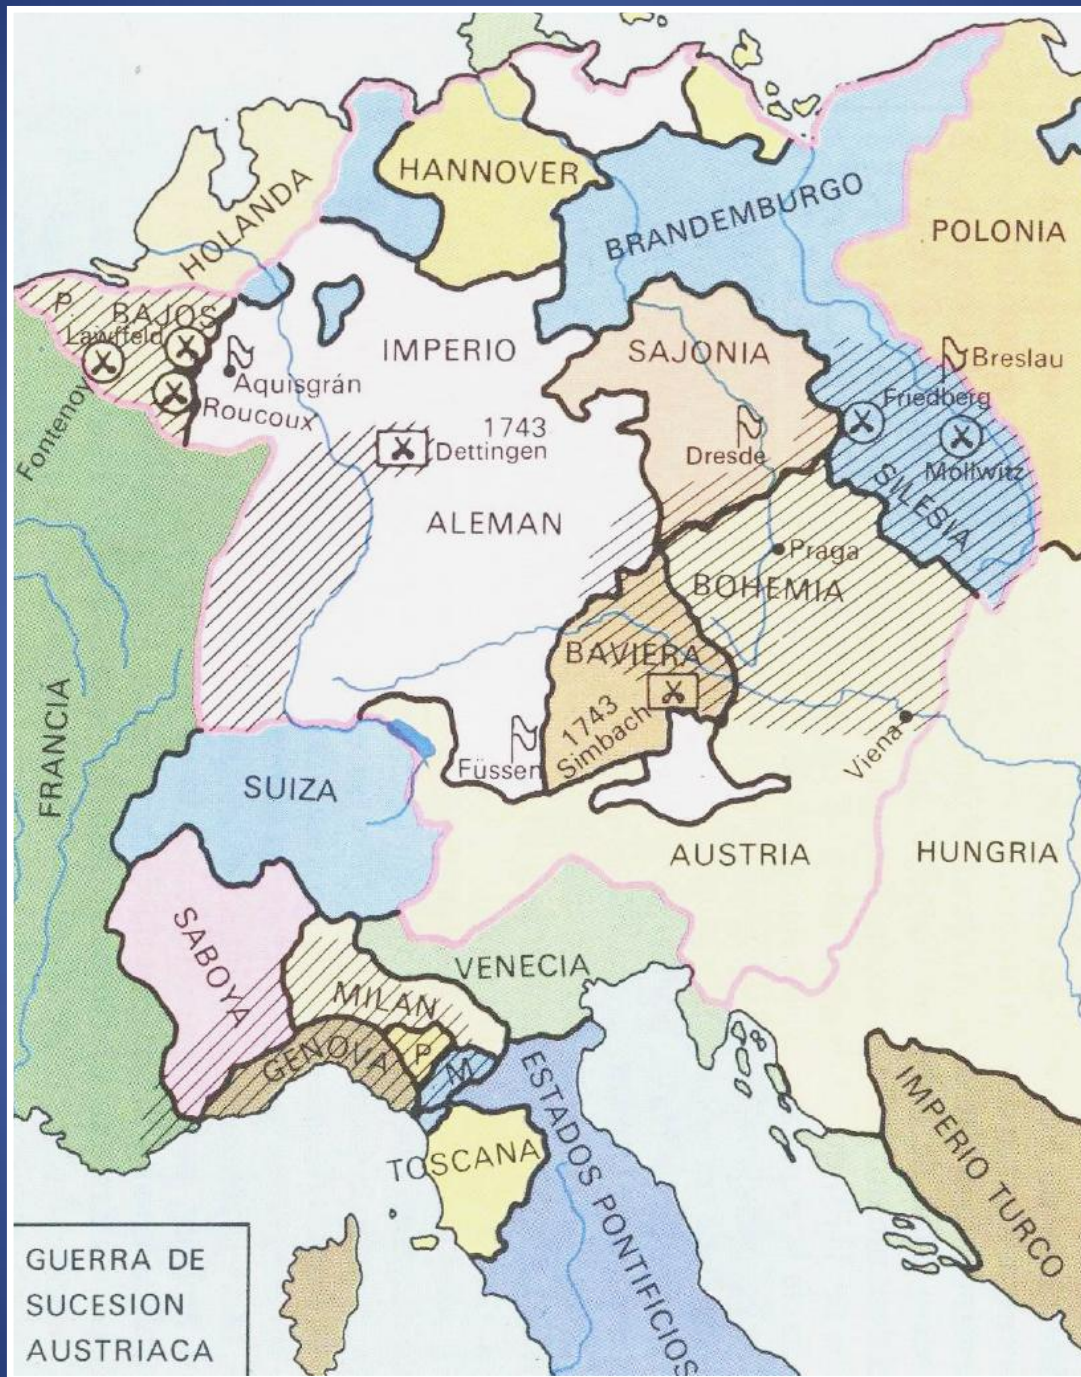 HANNOVER
BRANDEMBURGO
HOLANDA
POLONIA
P. BAJOS
Lawffeld
IMPERIO
SAJONIA
Breslau
Aquisgrán
Friedberg
Roucoux
1743
Dettingen
Dresde
Mollwitz
Fontenoy
SILESIA
ALEMAN
Praga
BOHEMIA
BAVIERA
FRANCIA
1743
Simbach
Viena
Füssen
SUIZA
AUSTRIA
HUNGRIA
SABOYA
VENECIA
MILAN
GENOVA
P
M
ESTADOS PONTIFICIOS
IMPERIO TURCO
TOSCANA
GUERRA DE
SUCESION
AUSTRIACA